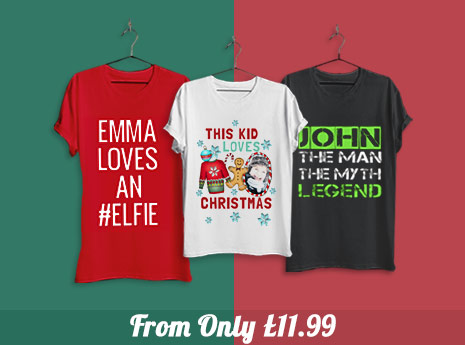 EMMA
LOVES
AN
#ELFIE
THIS KID
LOVES
CHRISTMAS
JOHN
THE MAN
THE MYTH
LEGEND
From Only £11.99